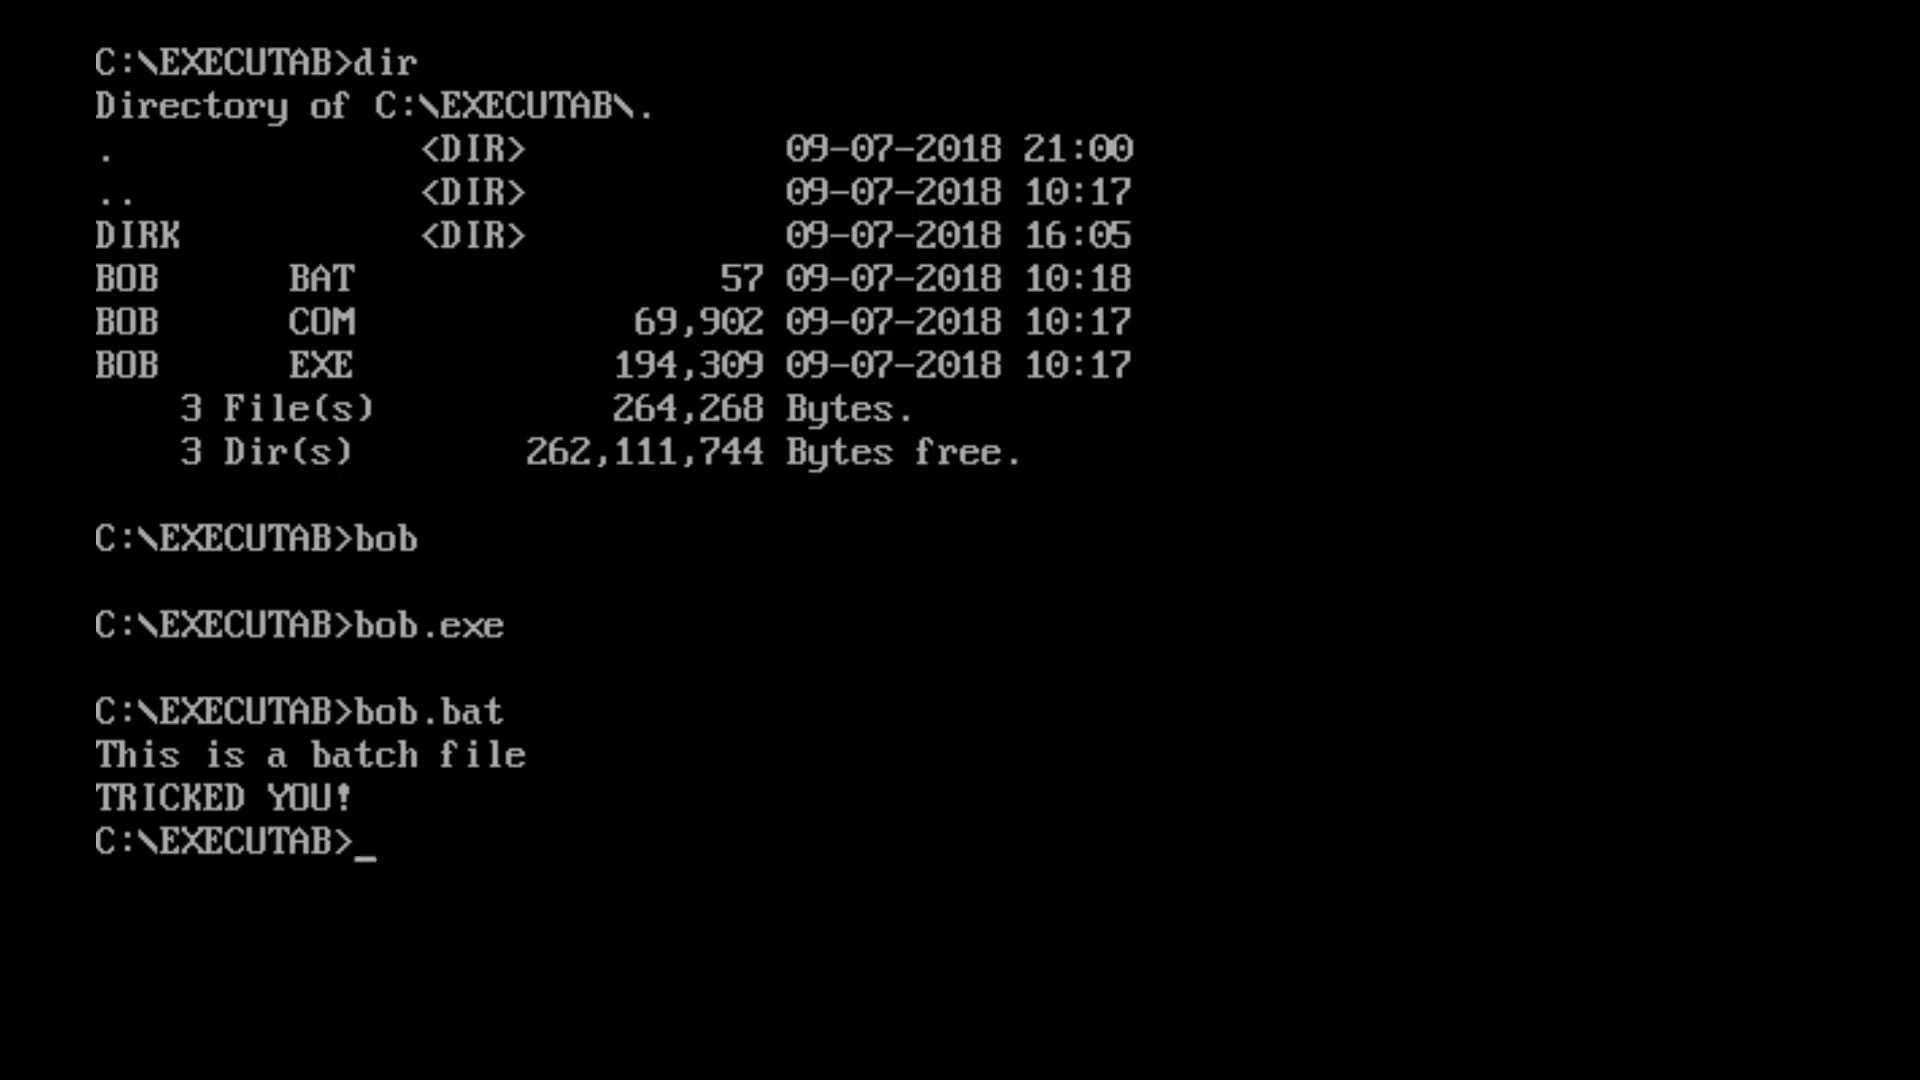 C:\EXECUTAB>dir
Directory of C:\EXECUTAB\.
. <DIR> 09-07-2018 21:00
.. <DIR> 09-07-2018 10:17
DIRK <DIR> 09-07-2018 16:05
BOB BAT 57 09-07-2018 10:18
BOB COM 69,902 09-07-2018 10:17
BOB EXE 194,309 09-07-2018 10:17
3 File(s) 264,268 Bytes.
3 Dir(s) 262,111,744 Bytes free.
C:\EXECUTAB>bob
C:\EXECUTAB>bob.exe
C:\EXECUTAB>bob.bat
This is a batch file
TRICKED YOU!
C:\EXECUTAB>_